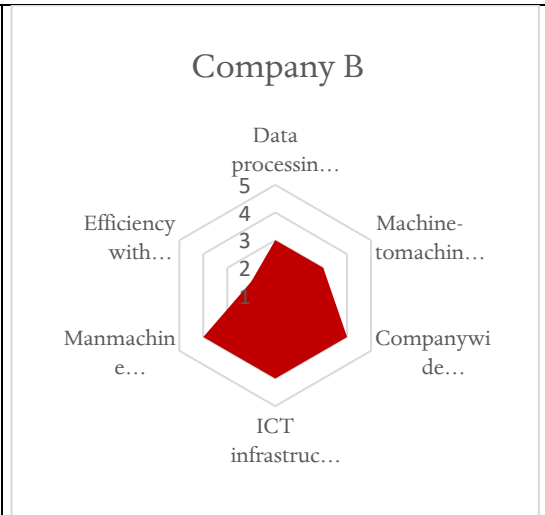 Company B
Data
processin…
5
4
3
2
1
Machine-
tomachin…
Companywi
de…
ICT
infrastruc…
Manmachin
e…
Efficiency
with…